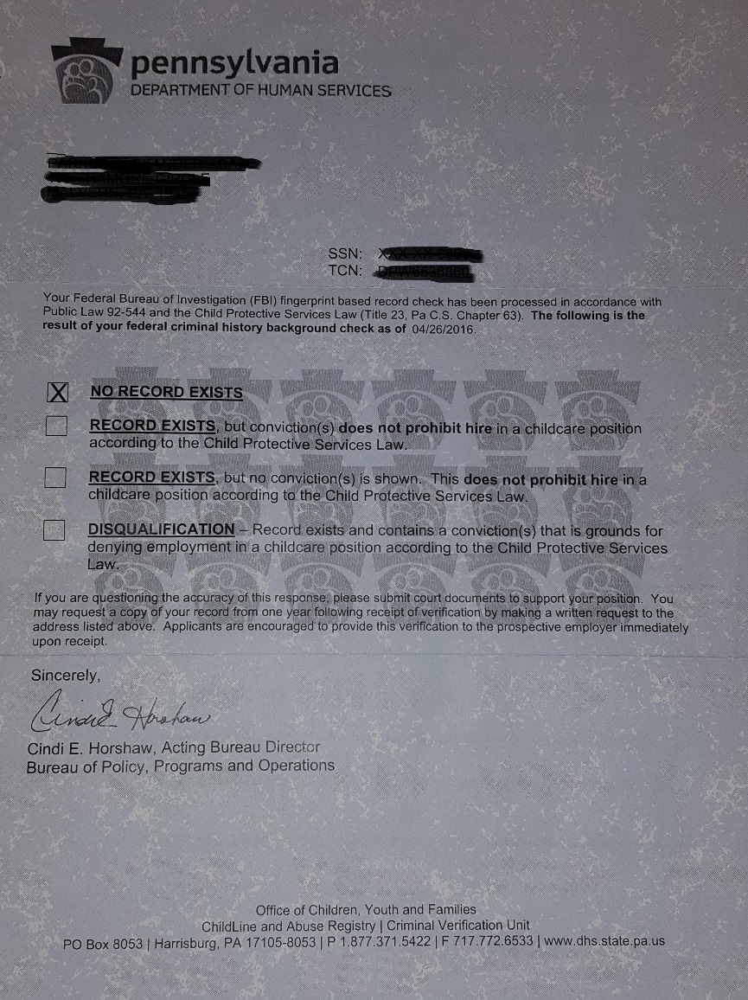 pennsylvania
DEPARTMENT OF HUMAN SERVICES
SSN:
TCN:
Your Federal Bureau of Investigation (FBI) fingerprint based record check has been processed in accordance with
Public Law 92-544 and the Child Protective Services Law (Title 23, Pa C.S. Chapter 63). The following is the
result of your federal criminal history background check as of 04/26/2016.
X NO RECORD EXISTS
RECORD EXISTS, but conviction(s) does not prohibit hire in a childcare position
according to the Child Protective Services Law.
RECORD EXISTS, but no conviction(s) is shown. This does not prohibit hire in a
childcare position according to the Child Protective Services Law.
DISQUALIFICATION – Record exists and contains a conviction(s) that is grounds for
denying employment in a childcare position according to the Child Protective Services
Law.
If you are questioning the accuracy of this response, please submit court documents to support your position. You
may request a copy of your record from one year following receipt of verification by making a written request to the
address listed above. Applicants are encouraged to provide this verification to the prospective employer immediately
upon receipt.
Sincerely,
Cindi E Horshaw
Cindi E. Horshaw, Acting Bureau Director
Bureau of Policy, Programs and Operations
Office of Children, Youth and Families
ChildLine and Abuse Registry | Criminal Verification Unit
PO Box 8053 | Harrisburg, PA 17105-8053 | P 1.877.371.5422 | F 717.772.6533 | www.dhs.state.pa.us